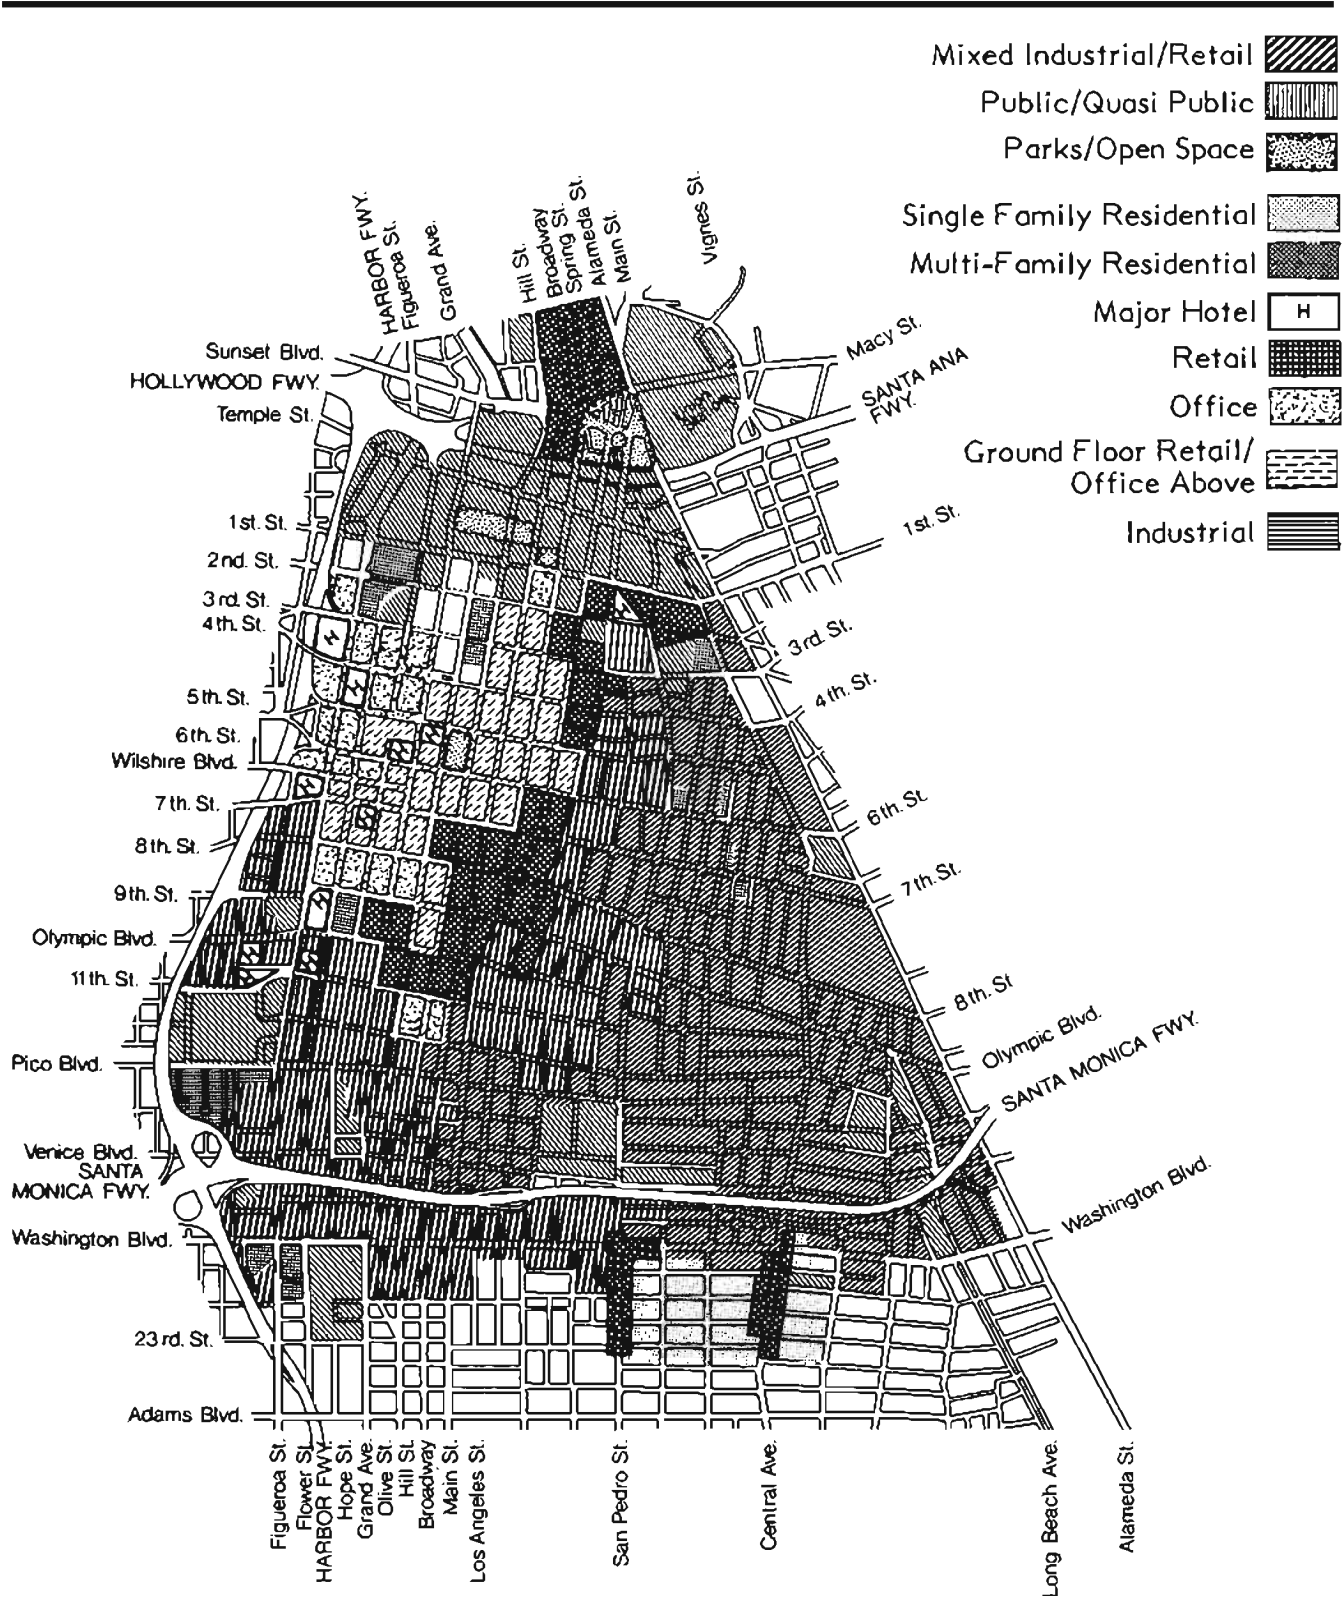 Mixed Industrial/Retail
Public/Quasi Public
Parks/Open Space
Single Family Residential
Multi-Family Residential
Major Hotel H
Retail
Office
Ground Floor Retail/
Office Above
Industrial
HARBOR FWY.
Figueroa St.
Grand Ave.
Hill St.
Broadway
Spring St.
Alameda St.
Main St.
Vignes St.
Sunset Blvd.
HOLLYWOOD FWY.
Temple St.
1st. St.
2nd. St.
3rd. St.
4th. St.
5th. St.
6th. St.
Wilshire Blvd.
7th. St.
8th. St.
9th. St.
Olympic Blvd.
11th. St.
Pico Blvd.
Venice Blvd.
SANTA
MONICA FWY.
Washington Blvd.
23rd. St.
Adams Blvd.
Macy St.
SANTA ANA
FWY.
1st. St.
3rd. St.
4th. St.
6th. St.
7th. St.
8th. St
Olympic Blvd.
SANTA MONICA FWY.
Washington Blvd.
H
H
H
H
H
H
H
H
H
H
H
Figueroa St.
Flower St.
HARBOR FWY.
Hope St.
Grand Ave.
Olive St.
Hill St.
Broadway
Main St.
Los Angeles St.
San Pedro St.
Central Ave.
Long Beach Ave.
Alameda St.